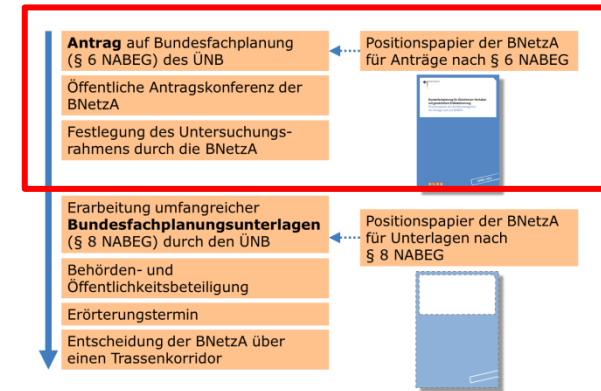 Antrag auf Bundesfachplanung
(§ 6 NABEG) des ÜNB
Positionspapier der BNetzA
für Anträge nach § 6 NABEG
Öffentliche Antragskonferenz der
BNetzA
Festlegung des Untersuchungs-
rahmens durch die BNetzA
Erarbeitung umfangreicher
Bundesfachplanungsunterlagen
(§ 8 NABEG) durch den ÜNB
Positionspapier der BNetzA
für Unterlagen nach
§ 8 NABEG
Behörden- und
Öffentlichkeitsbeteiligung
Erörterungstermin
Entscheidung der BNetzA über
einen Trassenkorridor